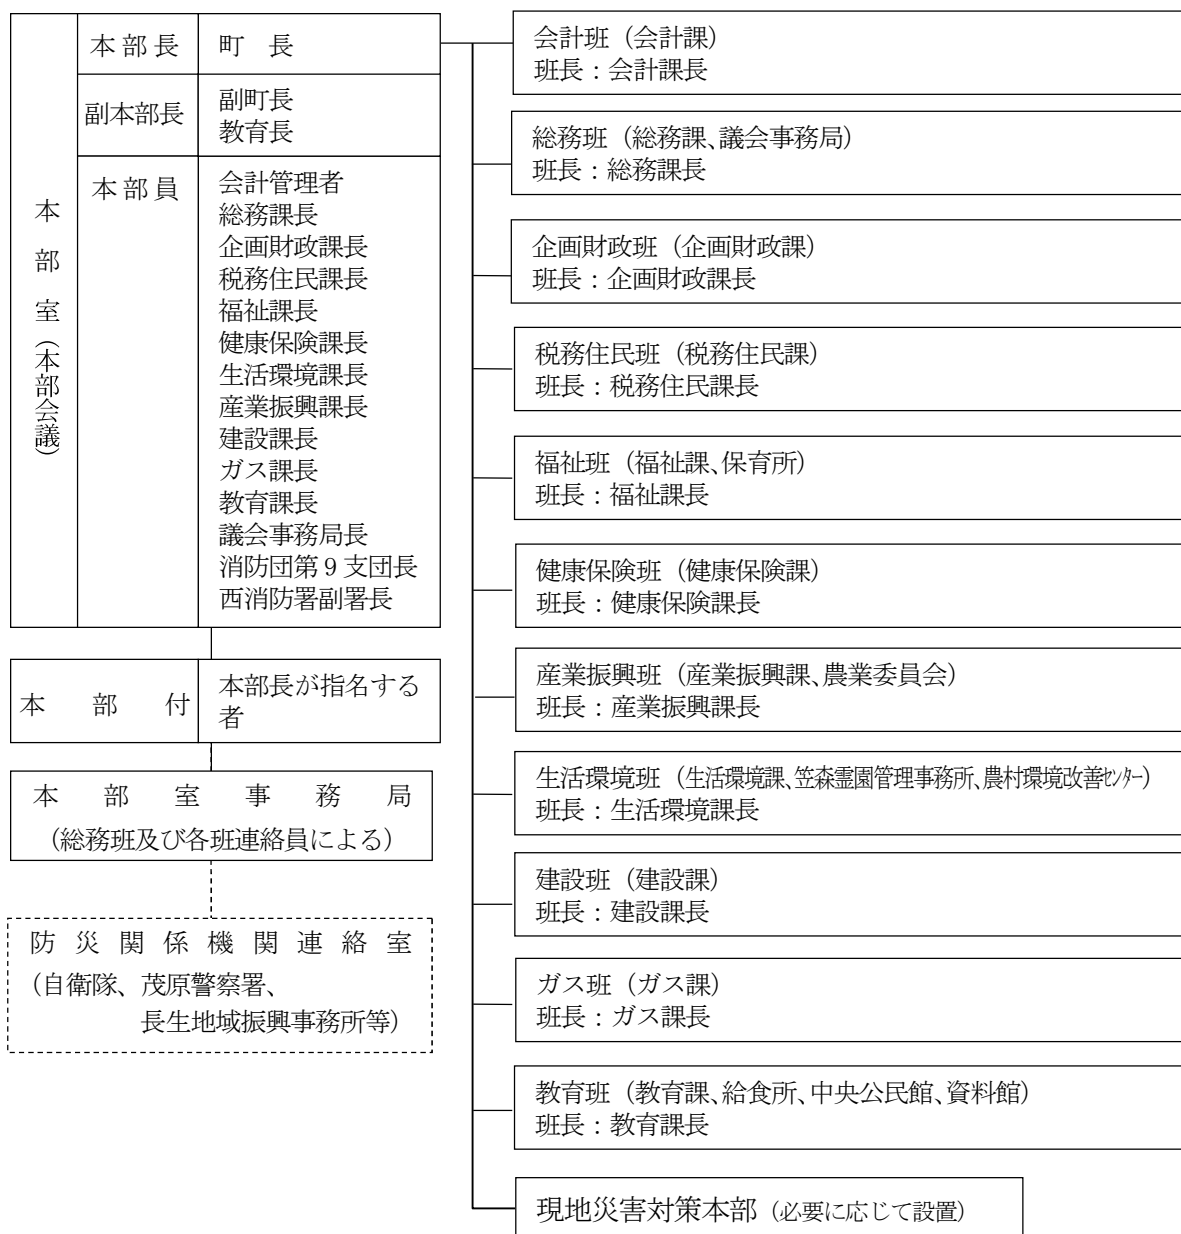 本部室（本部会議）
本部長
町　長
副本部長
副町長
教育長
本部員
会計管理者
総務課長
企画財政課長
税務住民課長
福祉課長
健康保険課長
生活環境課長
産業振興課長
建設課長
ガス課長
教育課長
議会事務局長
消防団第９支団長
西消防署副署長
本　部　付
本部長が指名する
者
本　部　室　事　務　局
（総務班及び各班連絡員による）
防災関係機関連絡室
（自衛隊、茂原警察署、
長生地域振興事務所等）
会計班（会計課）
班長：会計課長
総務班（総務課、議会事務局）
班長：総務課長
企画財政班（企画財政課）
班長：企画財政課長
税務住民班（税務住民課）
班長：税務住民課長
福祉班（福祉課、保育所）
班長：福祉課長
健康保険班（健康保険課）
班長：健康保険課長
産業振興班（産業振興課、農業委員会）
班長：産業振興課長
生活環境班（生活環境課、笠森霊園管理事務所、農村環境改善ｾﾝﾀｰ）
班長：生活環境課長
建設班（建設課）
班長：建設課長
ガス班（ガス課）
班長：ガス課長
教育班（教育課、給食所、中央公民館、資料館）
班長：教育課長
現地災害対策本部（必要に応じて設置）